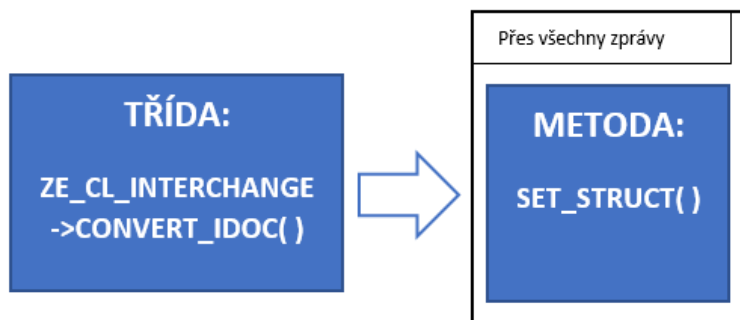 TŘÍDA:
ZE_CL_INTERCHANGE
->CONVERT_IDOC( )
Přes všechny zprávy
METODA:
SET_STRUCT( )